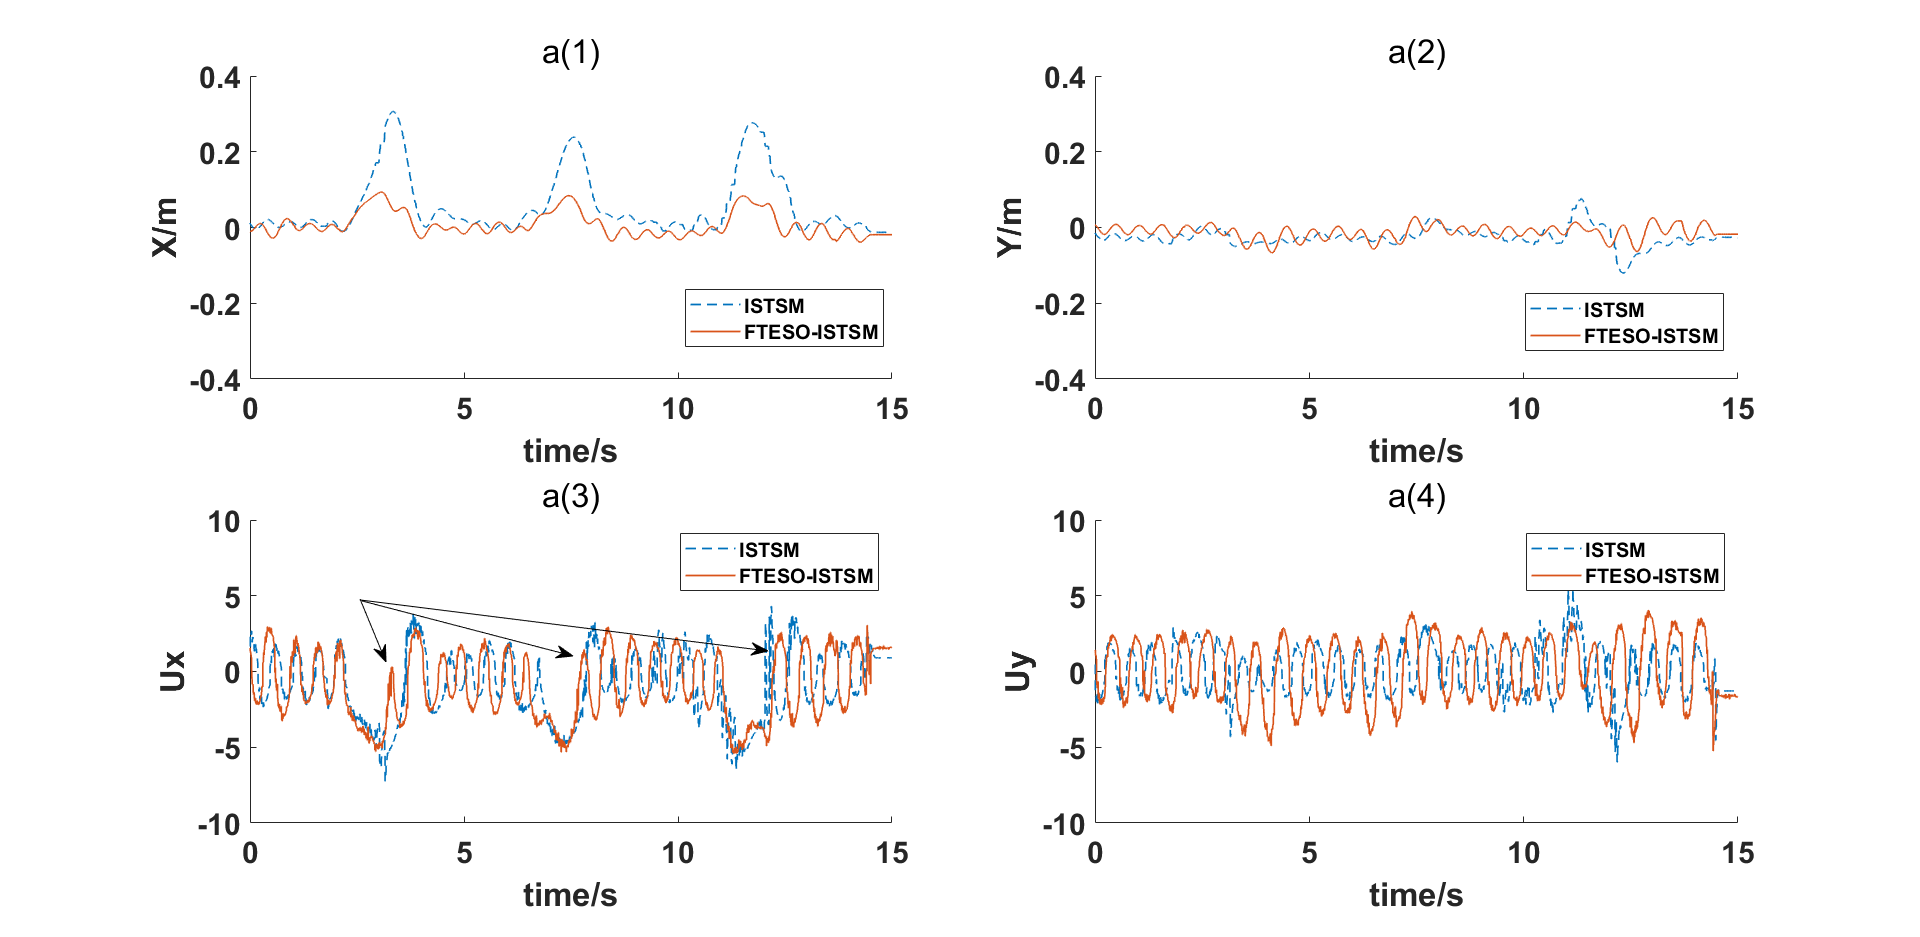 a(1)
0.4
0.2
0
-0.2
-0.4
X/m
0 5 10 15
time/s
ISTSM
FTESO-ISTSM
a(2)
0.4
0.2
0
-0.2
-0.4
Y/m
0 5 10 15
time/s
ISTSM
FTESO-ISTSM
a(3)
10
5
0
-5
-10
Ux
0 5 10 15
time/s
ISTSM
FTESO-ISTSM
a(4)
10
5
0
-5
-10
Uy
0 5 10 15
time/s
ISTSM
FTESO-ISTSM